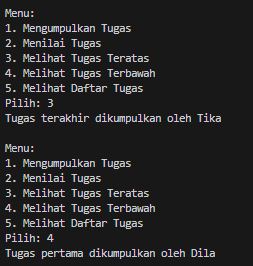 Menu:
1. Mengumpulkan Tugas
2. Menilai Tugas
3. Melihat Tugas Teratas
4. Melihat Tugas Terbawah
5. Melihat Daftar Tugas
Pilih: 3
Tugas terakhir dikumpulkan oleh Tika

Menu:
1. Mengumpulkan Tugas
2. Menilai Tugas
3. Melihat Tugas Teratas
4. Melihat Tugas Terbawah
5. Melihat Daftar Tugas
Pilih: 4
Tugas pertama dikumpulkan oleh Dila